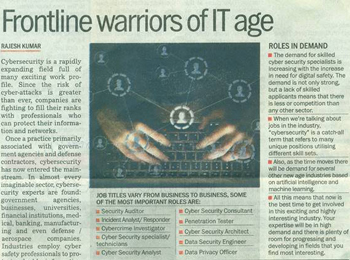 Frontline warriors of IT age
RAJESH KUMAR
Cybersecurity is a rapidly
expanding field full of
many exciting work pro-
file. Since the risk of
cyber-attacks is greater
than ever, companies are
fighting to fill their ranks
with professionals who
can protect their informa-
tion and networks.
Once a practice primarily
associated with govern-
ment agencies and defense
contractors, cybersecurity
has now entered the main-
stream. In almost every
imaginable sector, cyberse-
curity experts are found:
government agencies,
businesses, universities,
financial institutions, med-
ical, banking, manufactur-
ing and even defense /
aerospace companies.
Industries employ cyber
safety professionals to pro-
JOB TITLES VARY FROM BUSINESS TO BUSINESS, SOME
OF THE MOST IMPORTANT ROLES ARE:
Security Auditor
Incident Analyst/ Responder
Cybercrime Investigator
Cyber Security specialist/
technicians
Cyber Security Analyst
Cyber Security Consultant
Penetration Tester
Cyber Security Architect
Data Security Engineer
Data Privacy Officer
ROLES IN DEMAND
The demand for skilled
cyber security specialists is
increasing with the increase
in need for digital safety. The
demand is not only strong,
but a lack of skilled
applicants means that there
is less or competition than
any other sector.
When we're talking about
jobs in the industry,
"cybersecurity" is a catch-all
term that refers to many
unique positions utilising
different skill sets.
Also, as the time moves there
will be demand for several
other new age industries based
on artificial intelligence and
machine learning.
All this means that now is
the best time to get involved
in this exciting and highly
interesting industry. Your
expertise will be in high
demand and there is plenty of
room for progressing and
developing in fields that you
find most interesting.